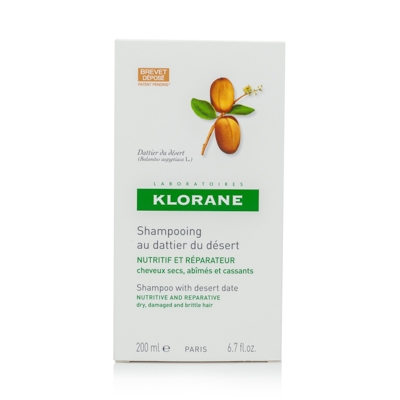 BREVET
DÉPOSÉ
PATENT PENDING*
Dattier du désert
(Balanites aegyptiaca L.)
LABORATOIRES
KLORANE
Shampooing
au dattier du désert
NUTRITIF ET RÉPARATEUR
cheveux secs, abîmés et cassants
Shampoo with desert date
NUTRITIVE AND REPARATIVE
dry, damaged and brittle hair
200 ml ℮ PARIS 6.7 fl.oz.